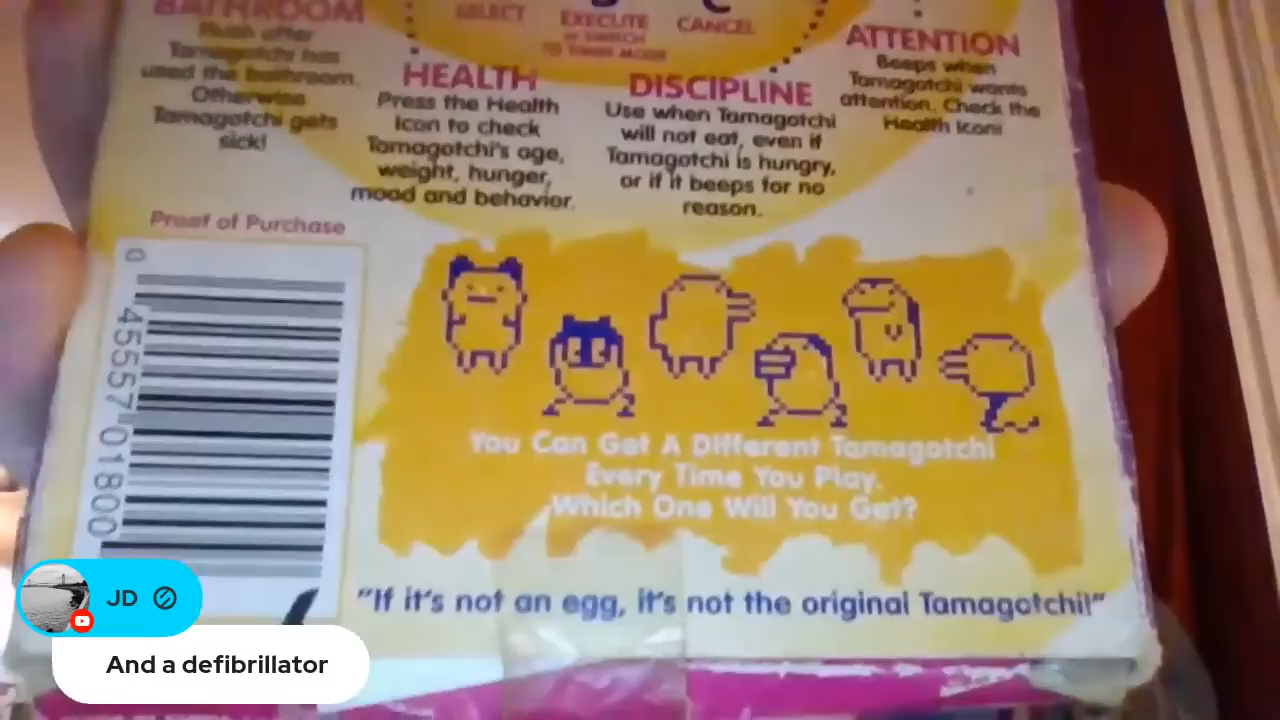 BATHROOM
Flush after
Tamagotchi has
used the bathroom.
Otherwise
Tamagotchi gets
sick!
SELECT
EXECUTE
or SWITCH
TO TIMER MODE
C
CANCEL
HEALTH
Press the Health
Icon to check
Tamagotchi's age,
weight, hunger,
mood and behavior.
DISCIPLINE
Use when Tamagotchi
will not eat, even if
Tamagotchi is hungry,
or if it beeps for no
reason.
ATTENTION
Beeps when
Tamagotchi wants
attention. Check the
Health Icon!
Proof of Purchase
0 45557 01800
You Can Get A Different Tamagotchi
Every Time You Play.
Which One Will You Get?
"If it's not an egg, it's not the original Tamagotchi!"
JD
And a defibrillator